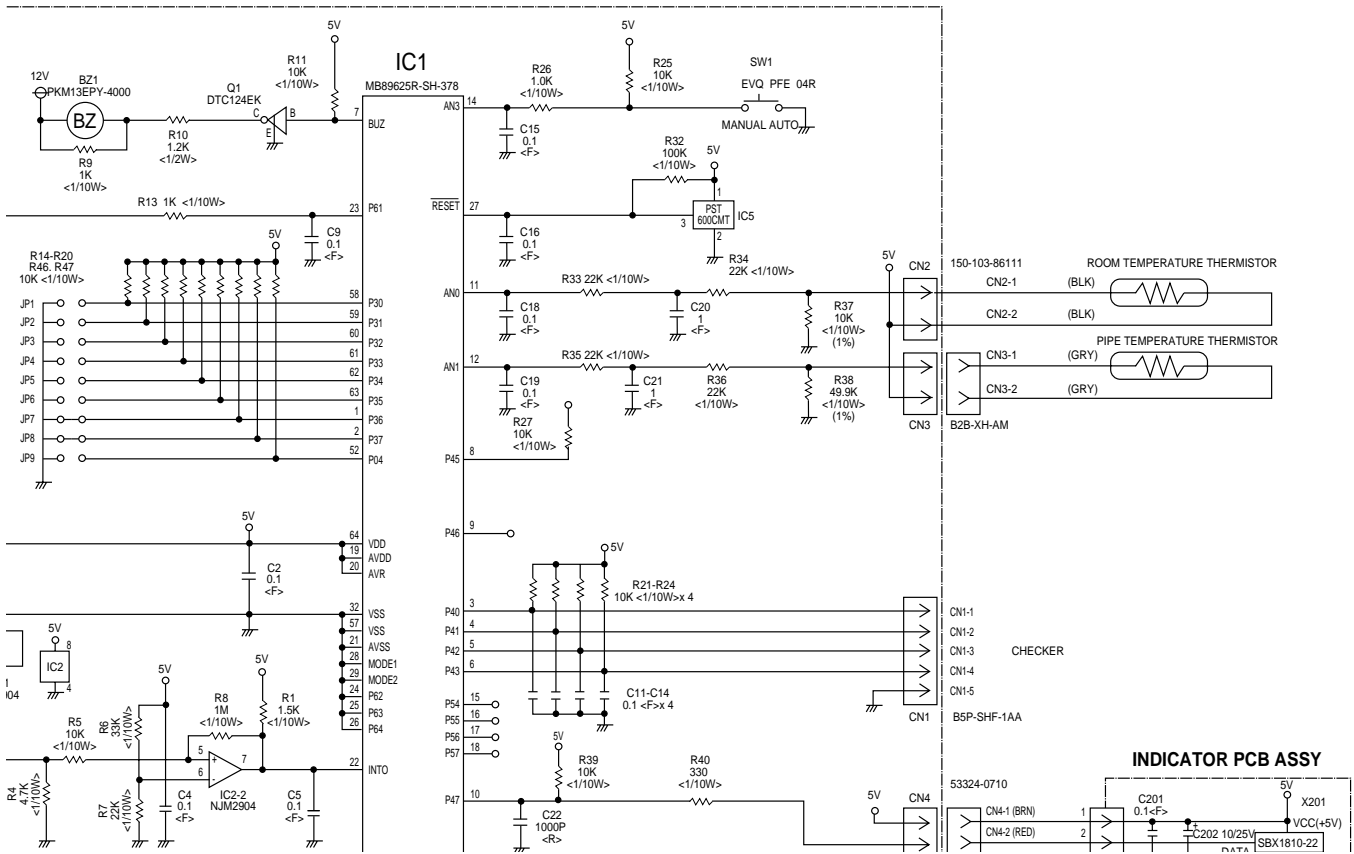 5V
R11
10K
<1/10W>
IC1
MB89625R-SH-378
12V
BZ1
PKM13EPY-4000
BZ
Q1
DTC124EK
C
B
E
7
BUZ
R10
1.2K
<1/2W>
R9
1K
<1/10W>
5V
R26
1.0K
<1/10W>
R25
10K
<1/10W>
SW1
EVQ PFE 04R
MANUAL AUTO
AN3
14
C15
0.1
<F>
R32
100K
<1/10W>
5V
R13 1K <1/10W>
23
P61
C9
0.1
<F>
RESET
27
C16
0.1
<F>
1
PST
600CMT
IC5
3
2
R14-R20
R46. R47
10K <1/10W>
5V
JP1
JP2
JP3
JP4
JP5
JP6
JP7
JP8
JP9
58
P30
59
P31
60
P32
61
P33
62
P34
63
P35
1
P36
2
P37
52
P04
AN0
11
C18
0.1
<F>
R33 22K <1/10W>
C20
1
<F>
R34
22K <1/10W>
R37
10K
<1/10W>
(1%)
5V
CN2
150-103-86111
CN2-1
(BLK)
ROOM TEMPERATURE THERMISTOR
CN2-2
(BLK)
PIPE TEMPERATURE THERMISTOR
AN1
12
C19
0.1
<F>
R35 22K <1/10W>
C21
1
<F>
R36
22K
<1/10W>
R38
49.9K
<1/10W>
(1%)
CN3-1
(GRY)
CN3-2
(GRY)
CN3
B2B-XH-AM
R27
10K
<1/10W>
P45
8
P46
9
5V
C2
0.1
<F>
64
VDD
19
AVDD
20
AVR
32
VSS
57
VSS
21
AVSS
28
MODE1
29
MODE2
24
P62
25
P63
26
P64
5V
R21-R24
10K <1/10W>x 4
P40
3
P41
4
P42
5
P43
6
C11-C14
0.1 <F>x 4
CN1-1
CN1-2
CN1-3
CN1-4
CN1-5
CHECKER
CN1
B5P-SHF-1AA
P54
15
P55
16
P56
17
P57
18
5V
8
IC2
4
1
04
R5
10K
<1/10W>
R4
4.7K
<1/10W>
R6
33K
<1/10W>
R7
22K
<1/10W>
5V
C4
0.1
<F>
R8
1M
<1/10W>
5
+
6
-
7
IC2-2
NJM2904
5V
R1
1.5K
<1/10W>
C5
0.1
<F>
22
INTO
P47
10
C22
1000P
<R>
5V
R39
10K
<1/10W>
R40
330
<1/10W>
5V
CN4
53324-0710
CN4-1 (BRN)
CN4-2 (RED)
1
2
INDICATOR PCB ASSY
C201
0.1<F>
5V
X201
VCC(+5V)
+
C202 10/25V
SBX1810-22
DATA